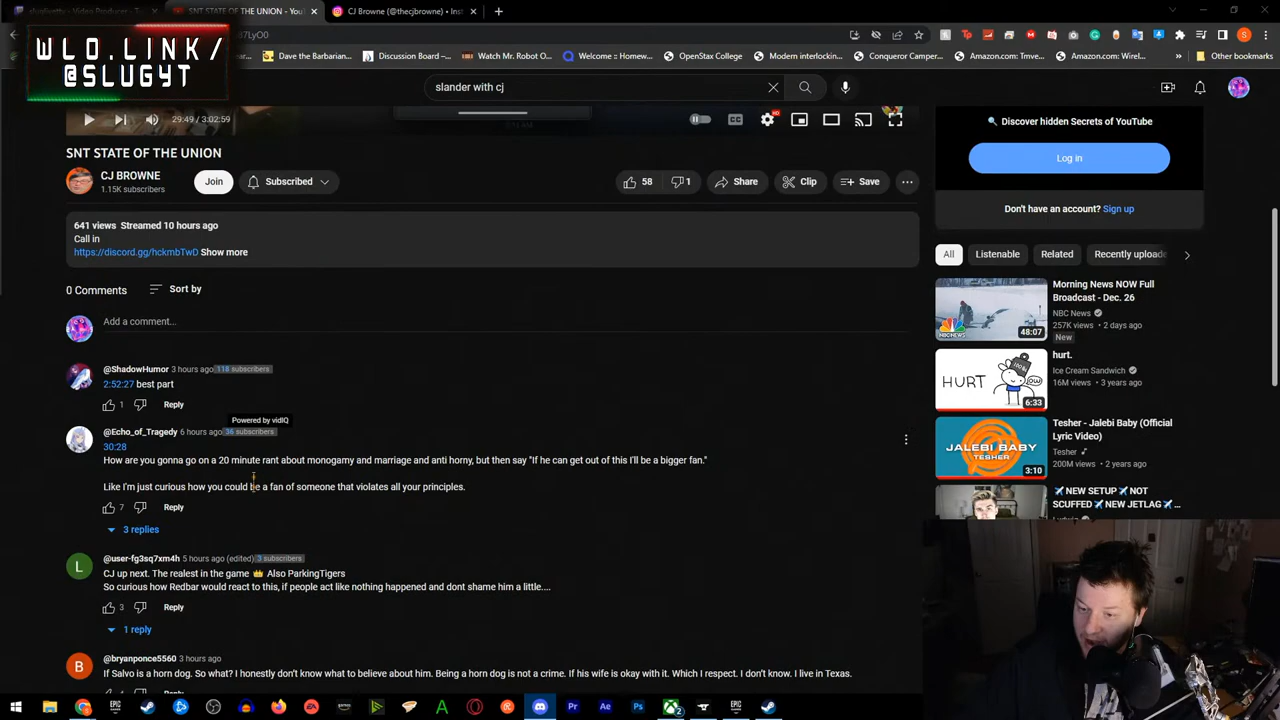 SNT STATE OF THE UNION - You
CJ Browne (@thecjbrowne) • Inst
WLO.LINK/
@SLUGYT
87LyO0
Dave the Barbarian...
Discussion Board —...
Watch Mr. Robot O...
Welcome :: Homew...
OpenStax College
Modern interlockin...
Conqueror Camper...
Amazon.com: Tmve...
Amazon.com: Wirel...
Other bookmarks
slander with cj
29:49 / 3:02:59
SNT STATE OF THE UNION
CJ BROWNE
1.15K subscribers
Join
Subscribed
58
1
Share
Clip
Save
641 views Streamed 10 hours ago
Call in
https://discord.gg/hckmbTwD Show more
0 Comments
Sort by
Add a comment...
@ShadowHumor 3 hours ago 118 subscribers
2:52:27 best part
1
Reply
Powered by vidIQ
@Echo_of_Tragedy 6 hours ago 36 subscribers
30:28
How are you gonna go on a 20 minute rant on monogamy and marriage and anti horny, but then say "If he can get out of this I'll be a bigger fan."
Like I'm just curious how you could be a fan of someone that violates all your principles.
7
Reply
3 replies
@user-fg3sq7xm4h 5 hours ago (edited) 3 subscribers
L
CJ up next. The realest in the game 👑 Also ParkingTigers
So curious how Redbar would react to this, if people act like nothing happened and dont shame him a little....
3
Reply
1 reply
@bryanponce5560 3 hours ago
B
If Salvo is a horn dog. So what? I honestly don't know what to believe about him. Being a horn dog is not a crime. If his wife is okay with it. Which I respect. I don't know. I live in Texas.
🔍 Discover hidden Secrets of YouTube
Log in
Don't have an account? Sign up
All
Listenable
Related
Recently uploade
Morning News NOW Full
Broadcast - Dec. 26
NBC News
257K views • 2 days ago
New
NBC NEWS
48:07
hurt.
Ice Cream Sandwich
16M views • 3 years ago
HURT
OW
6:33
Tesher - Jalebi Baby (Official
Lyric Video)
Tesher
200M views • 2 years ago
JALEBI BABY
TESHER
3:10
✈️ NEW SETUP ✈️ NOT
SCUFFED ✈️ NEW JETLAG ✈️ ...